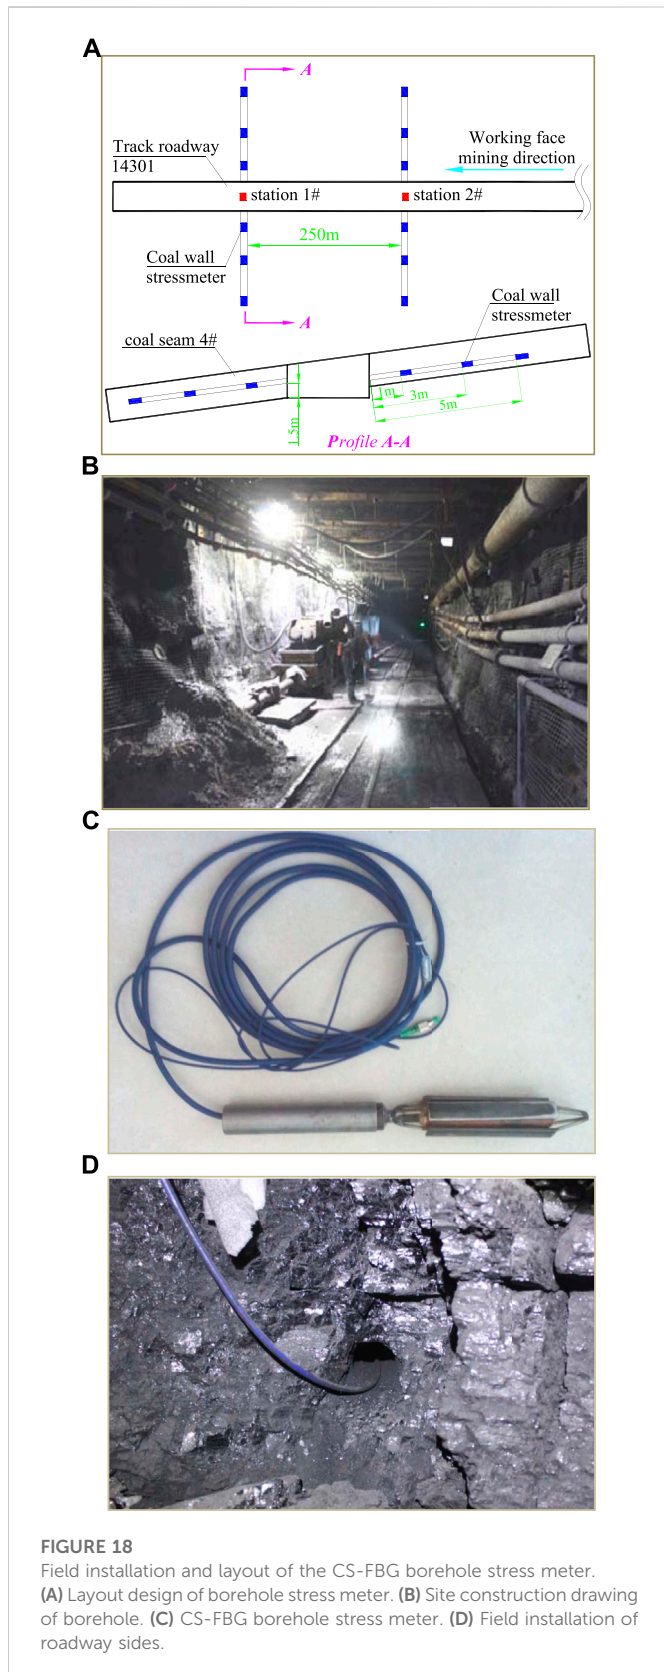 A
A
Track roadway
14301
Working face
mining direction
station 1#
station 2#
250m
Coal wall
stressmeter
A
Coal wall
stressmeter
coal seam 4#
1m
3m
5m
1.5m
Profile A-A
B
C
D
FIGURE 18
Field installation and layout of the CS-FBG borehole stress meter.
(A) Layout design of borehole stress meter. (B) Site construction drawing
of borehole. (C) CS-FBG borehole stress meter. (D) Field installation of
roadway sides.